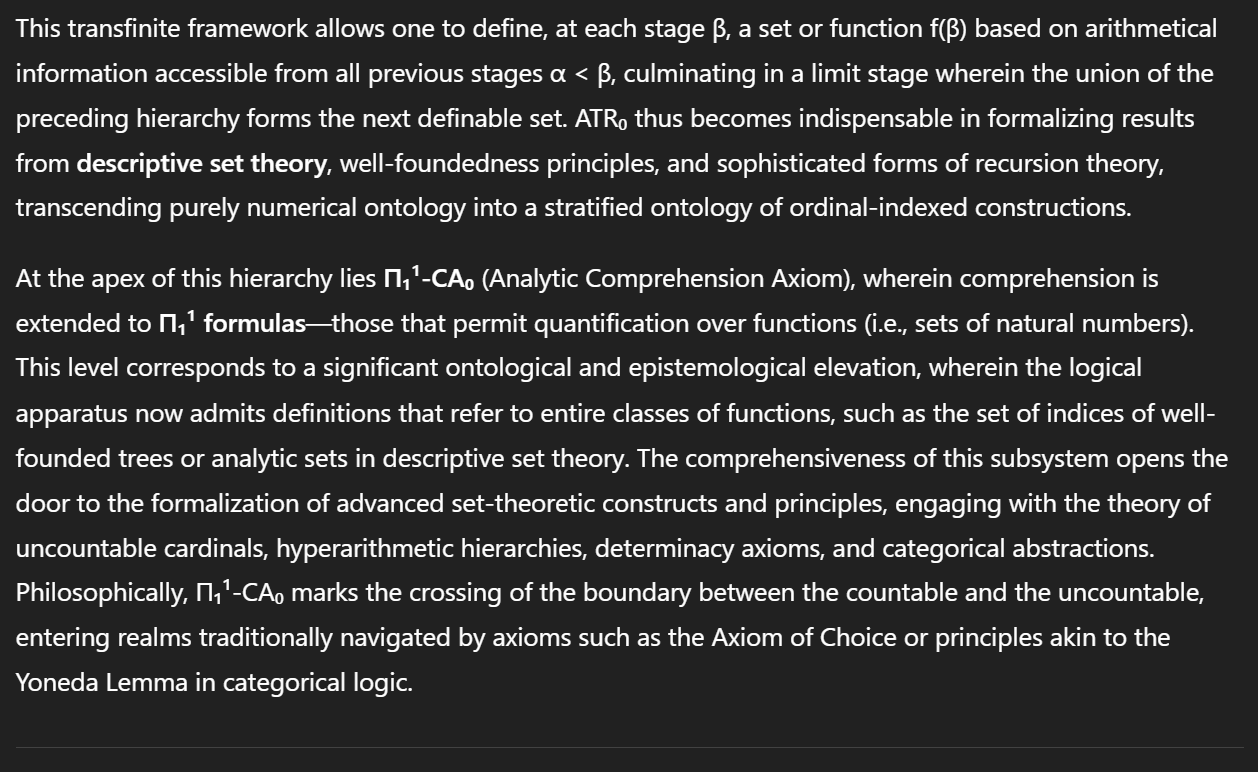 This transfinite framework allows one to define, at each stage β, a set or function f(β) based on arithmetical
information accessible from all previous stages α < β, culminating in a limit stage wherein the union of the
preceding hierarchy forms the next definable set. ATR₀ thus becomes indispensable in formalizing results
from descriptive set theory, well-foundedness principles, and sophisticated forms of recursion theory,
transcending purely numerical ontology into a stratified ontology of ordinal-indexed constructions.
At the apex of this hierarchy lies Π₁¹-CA₀ (Analytic Comprehension Axiom), wherein comprehension is
extended to Π₁¹ formulas—those that permit quantification over functions (i.e., sets of natural numbers).
This level corresponds to a significant ontological and epistemological elevation, wherein the logical
apparatus now admits definitions that refer to entire classes of functions, such as the set of indices of well-
founded trees or analytic sets in descriptive set theory. The comprehensiveness of this subsystem opens the
door to the formalization of advanced set-theoretic constructs and principles, engaging with the theory of
uncountable cardinals, hyperarithmetic hierarchies, determinacy axioms, and categorical abstractions.
Philosophically, Π₁¹-CA₀ marks the crossing of the boundary between the countable and the uncountable,
entering realms traditionally navigated by axioms such as the Axiom of Choice or principles akin to the
Yoneda Lemma in categorical logic.